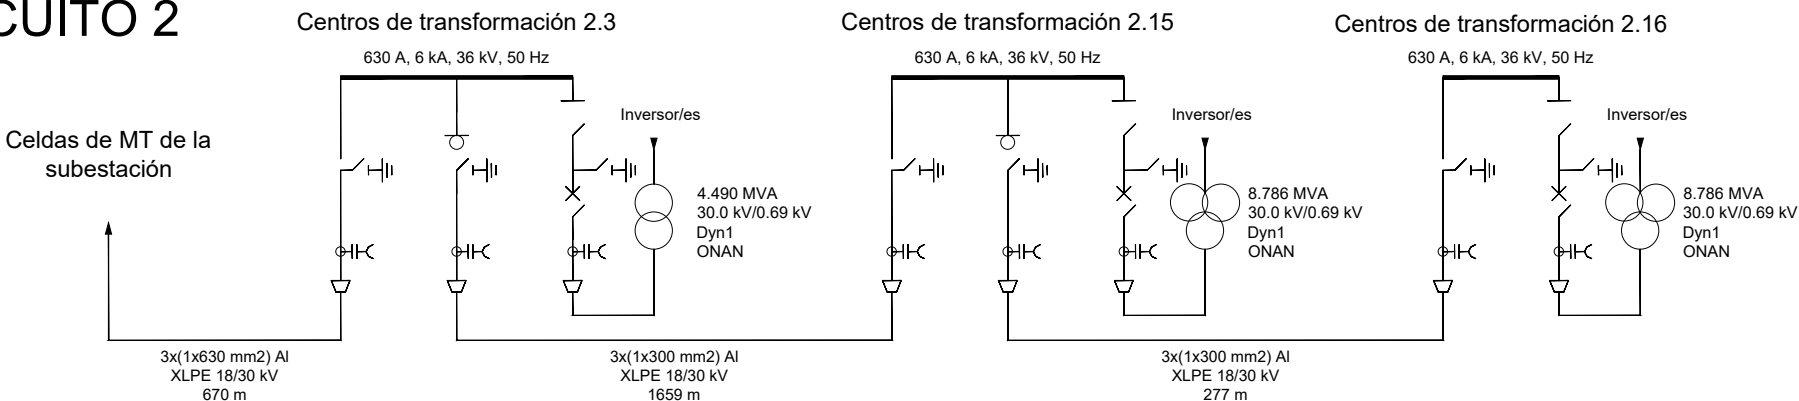 CUITO 2
Centros de transformación 2.3
Centros de transformación 2.15
Centros de transformación 2.16
630 A, 6 kA, 36 kV, 50 Hz
630 A, 6 kA, 36 kV, 50 Hz
630 A, 6 kA, 36 kV, 50 Hz
Celdas de MT de la
subestación
Inversor/es
4.490 MVA
30.0 kV/0.69 kV
Dyn1
ONAN
Inversor/es
8.786 MVA
30.0 kV/0.69 kV
Dyn1
ONAN
Inversor/es
8.786 MVA
30.0 kV/0.69 kV
Dyn1
ONAN
3x(1x630 mm2) Al
XLPE 18/30 kV
670 m
3x(1x300 mm2) Al
XLPE 18/30 kV
1659 m
3x(1x300 mm2) Al
XLPE 18/30 kV
277 m